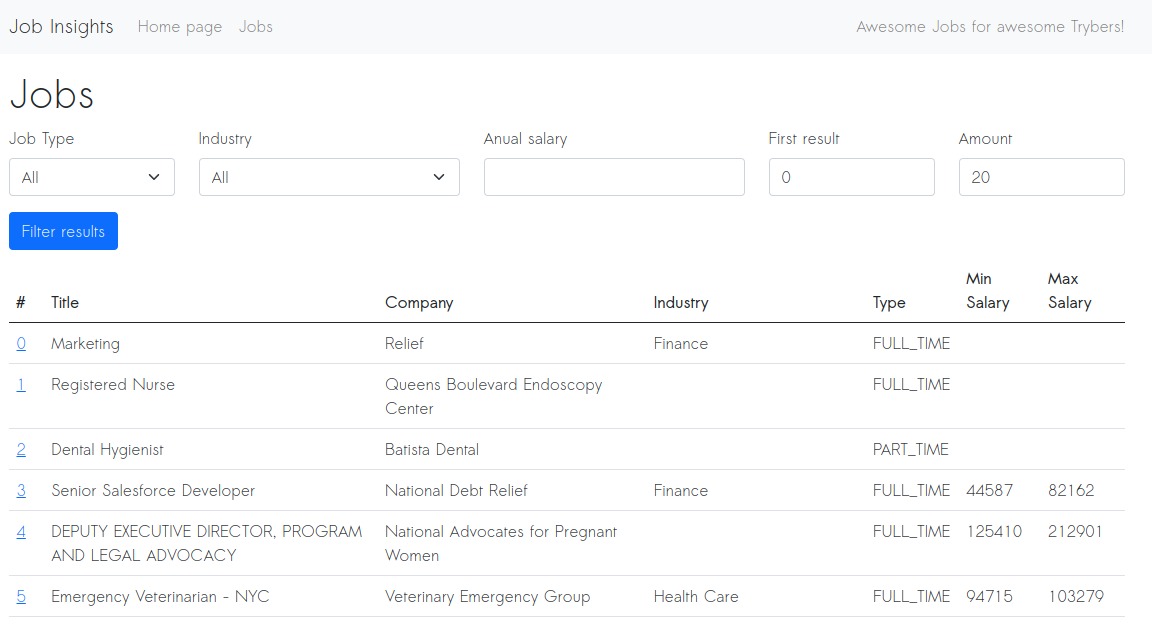 Job Insights Home page Jobs Awesome Jobs for awesome Trybers!
Jobs
Job Type Industry Anual salary First result Amount
All All 0 20
Filter results
# Title Company Industry Type Min Salary Max Salary
0 Marketing Relief Finance FULL_TIME
1 Registered Nurse Queens Boulevard Endoscopy Center FULL_TIME
2 Dental Hygienist Batista Dental PART_TIME
3 Senior Salesforce Developer National Debt Relief Finance FULL_TIME 44587 82162
4 DEPUTY EXECUTIVE DIRECTOR, PROGRAM AND LEGAL ADVOCACY National Advocates for Pregnant Women FULL_TIME 125410 212901
5 Emergency Veterinarian - NYC Veterinary Emergency Group Health Care FULL_TIME 94715 103279